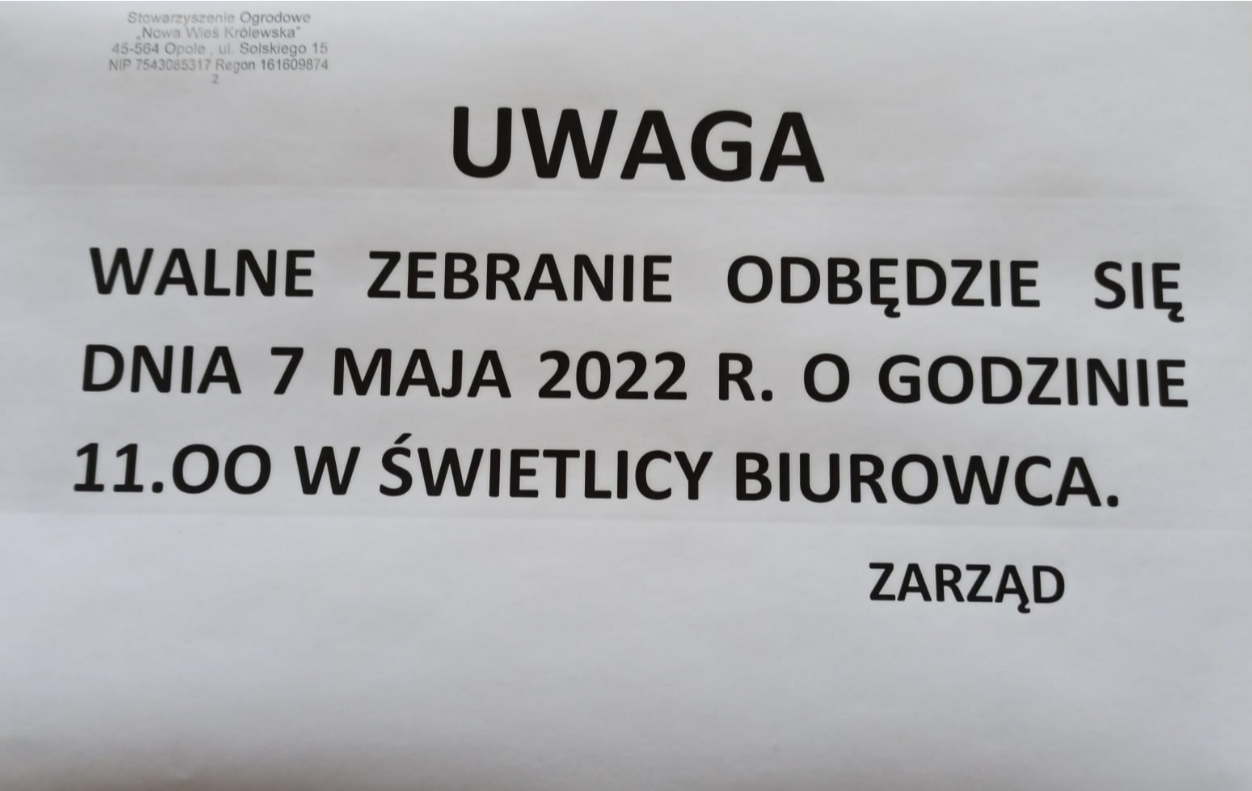 Stowarzyszenie Ogrodowe
„Nowa Wieś Królewska"
45-564 Opole , ul. Solskiego 15
NIP 7543085317 Regon 161609874
2
UWAGA
WALNE ZEBRANIE ODBĘDZIE SIĘ
DNIA 7 MAJA 2022 R. O GODZINIE
11.OO W ŚWIETLICY BIUROWCA.
ZARZĄD